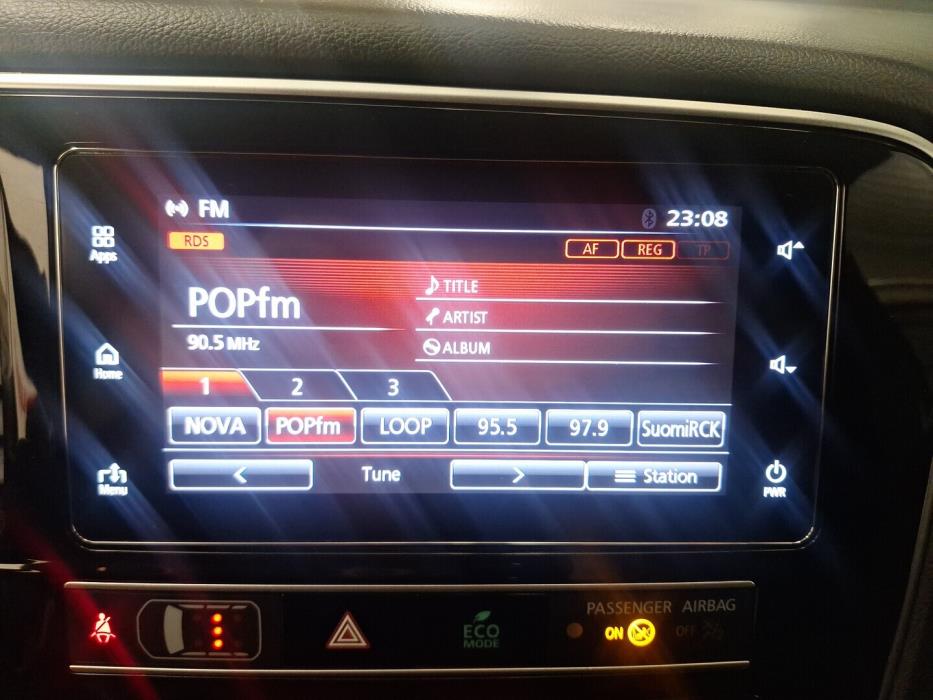 FM
23:08
RDS
AF REG TP
Apps
POPfm
90.5 MHz
TITLE
ARTIST
ALBUM
Home
1 2 3
NOVA POPfm LOOP 95.5 97.9 SuomiRCK
< Tune > Station
Menu
PWR
ECO
MODE
PASSENGER AIRBAG
ON OFF